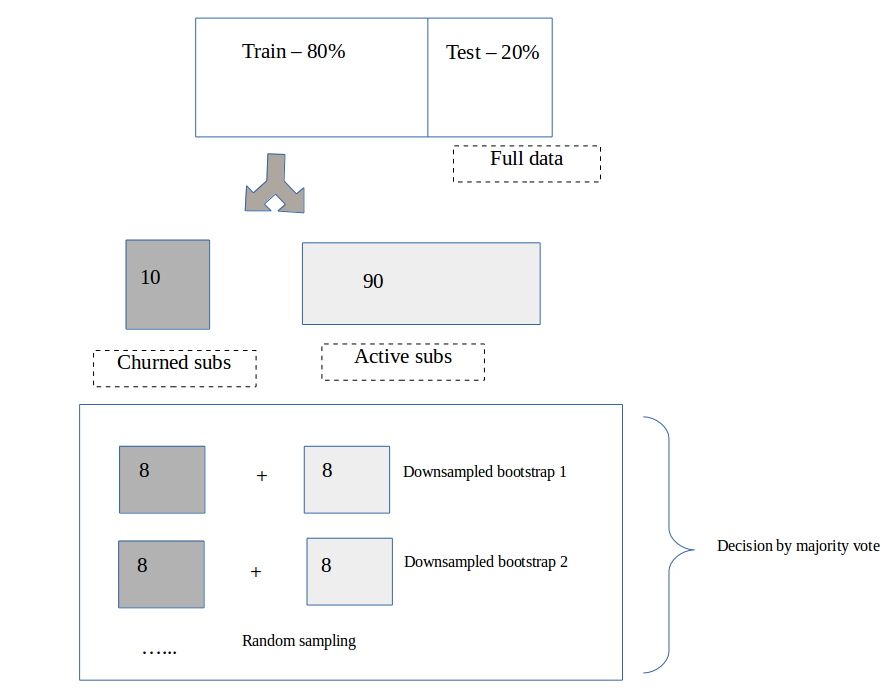 Train – 80%
Test – 20%
Full data
10
90
Churned subs
Active subs
8
+
8
Downsampled bootstrap 1
8
+
8
Downsampled bootstrap 2
Decision by majority vote
…...
Random sampling